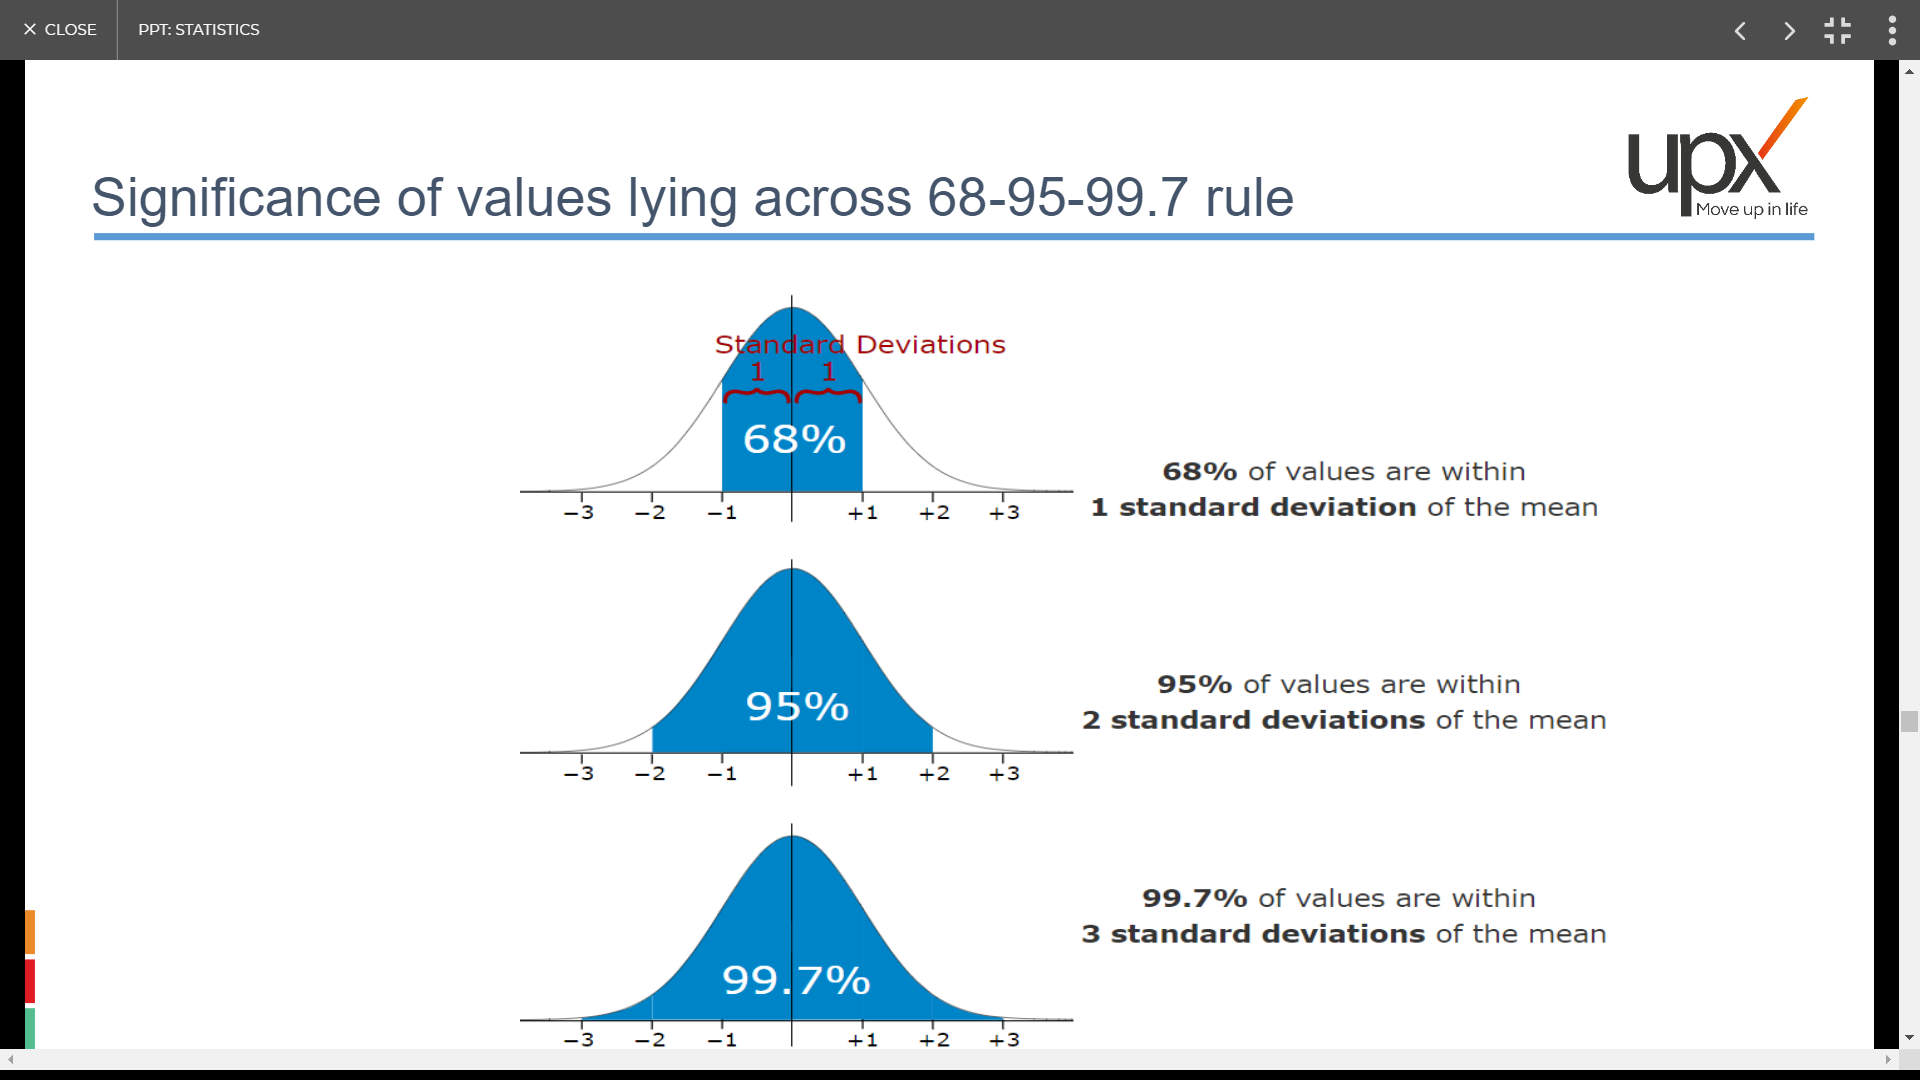 CLOSE
PPT: STATISTICS
upx
Move up in life
Significance of values lying across 68-95-99.7 rule
Standard Deviations
1 1
68%
−3 −2 −1 +1 +2 +3
68% of values are within
1 standard deviation of the mean
95%
−3 −2 −1 +1 +2 +3
95% of values are within
2 standard deviations of the mean
99.7%
−3 −2 −1 +1 +2 +3
99.7% of values are within
3 standard deviations of the mean